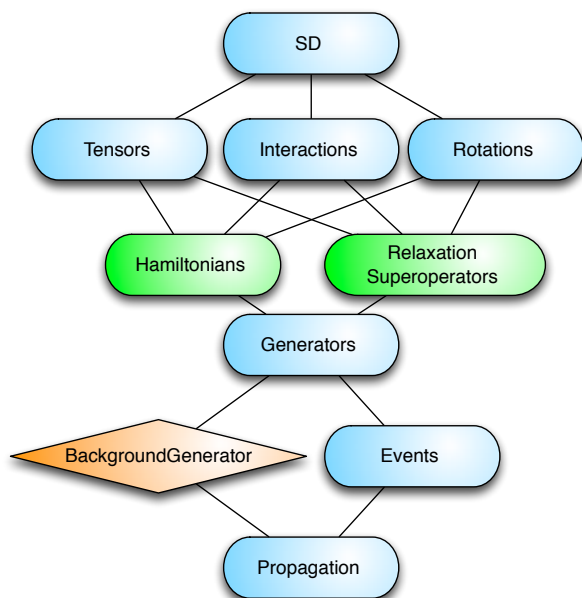 SD
Tensors
Interactions
Rotations
Hamiltonians
Relaxation
Superoperators
Generators
BackgroundGenerator
Events
Propagation